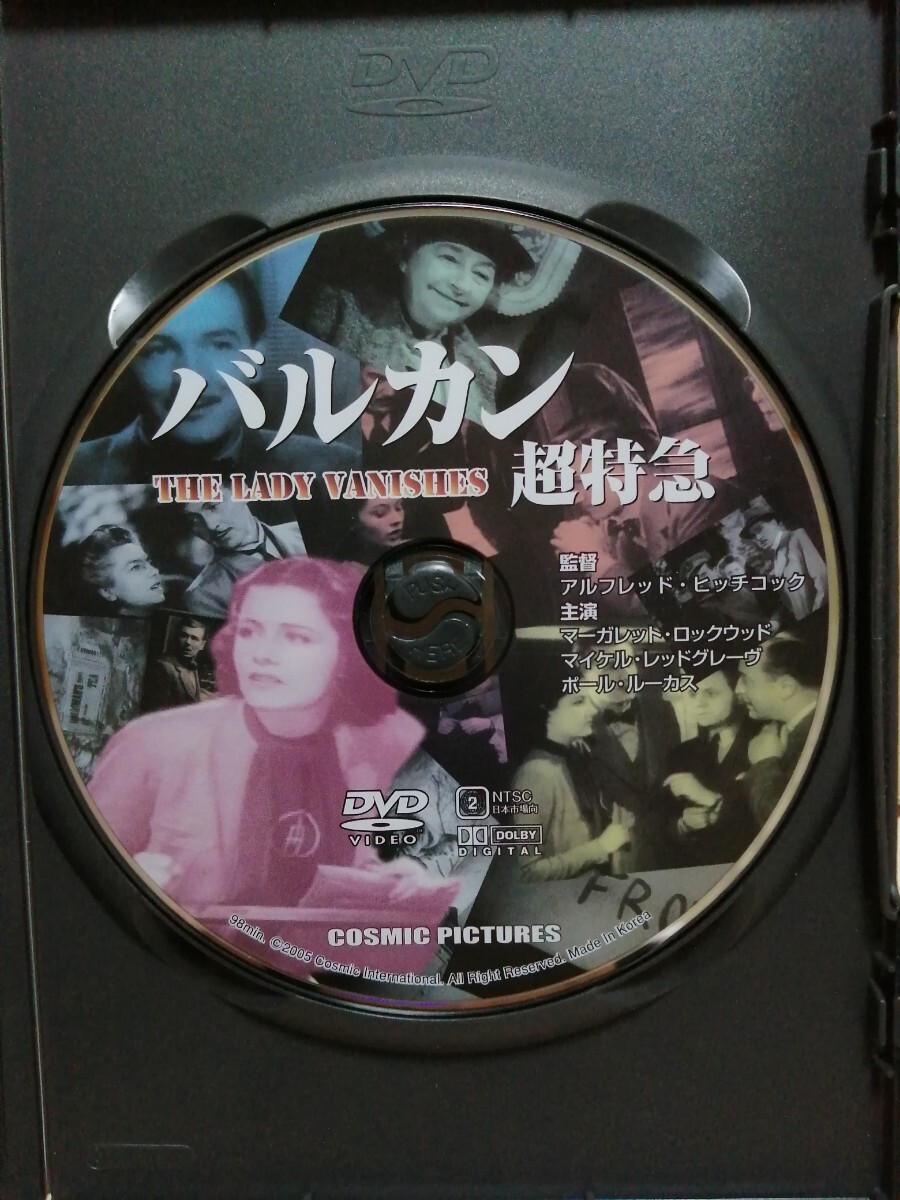 DVD
バルカン
THE LADY VANISHES 超特急
監督
アルフレッド・ヒッチコック
主演
マーガレット・ロックウッド
マイケル・レッドグレーヴ
ポール・ルーカス
PUSH
DVD
VIDEO
2 NTSC
日本市場向
DOLBY
DIGITAL
FR
COSMIC PICTURES
98min. ©2005 Cosmic International. All Right Reserved. Made In Korea